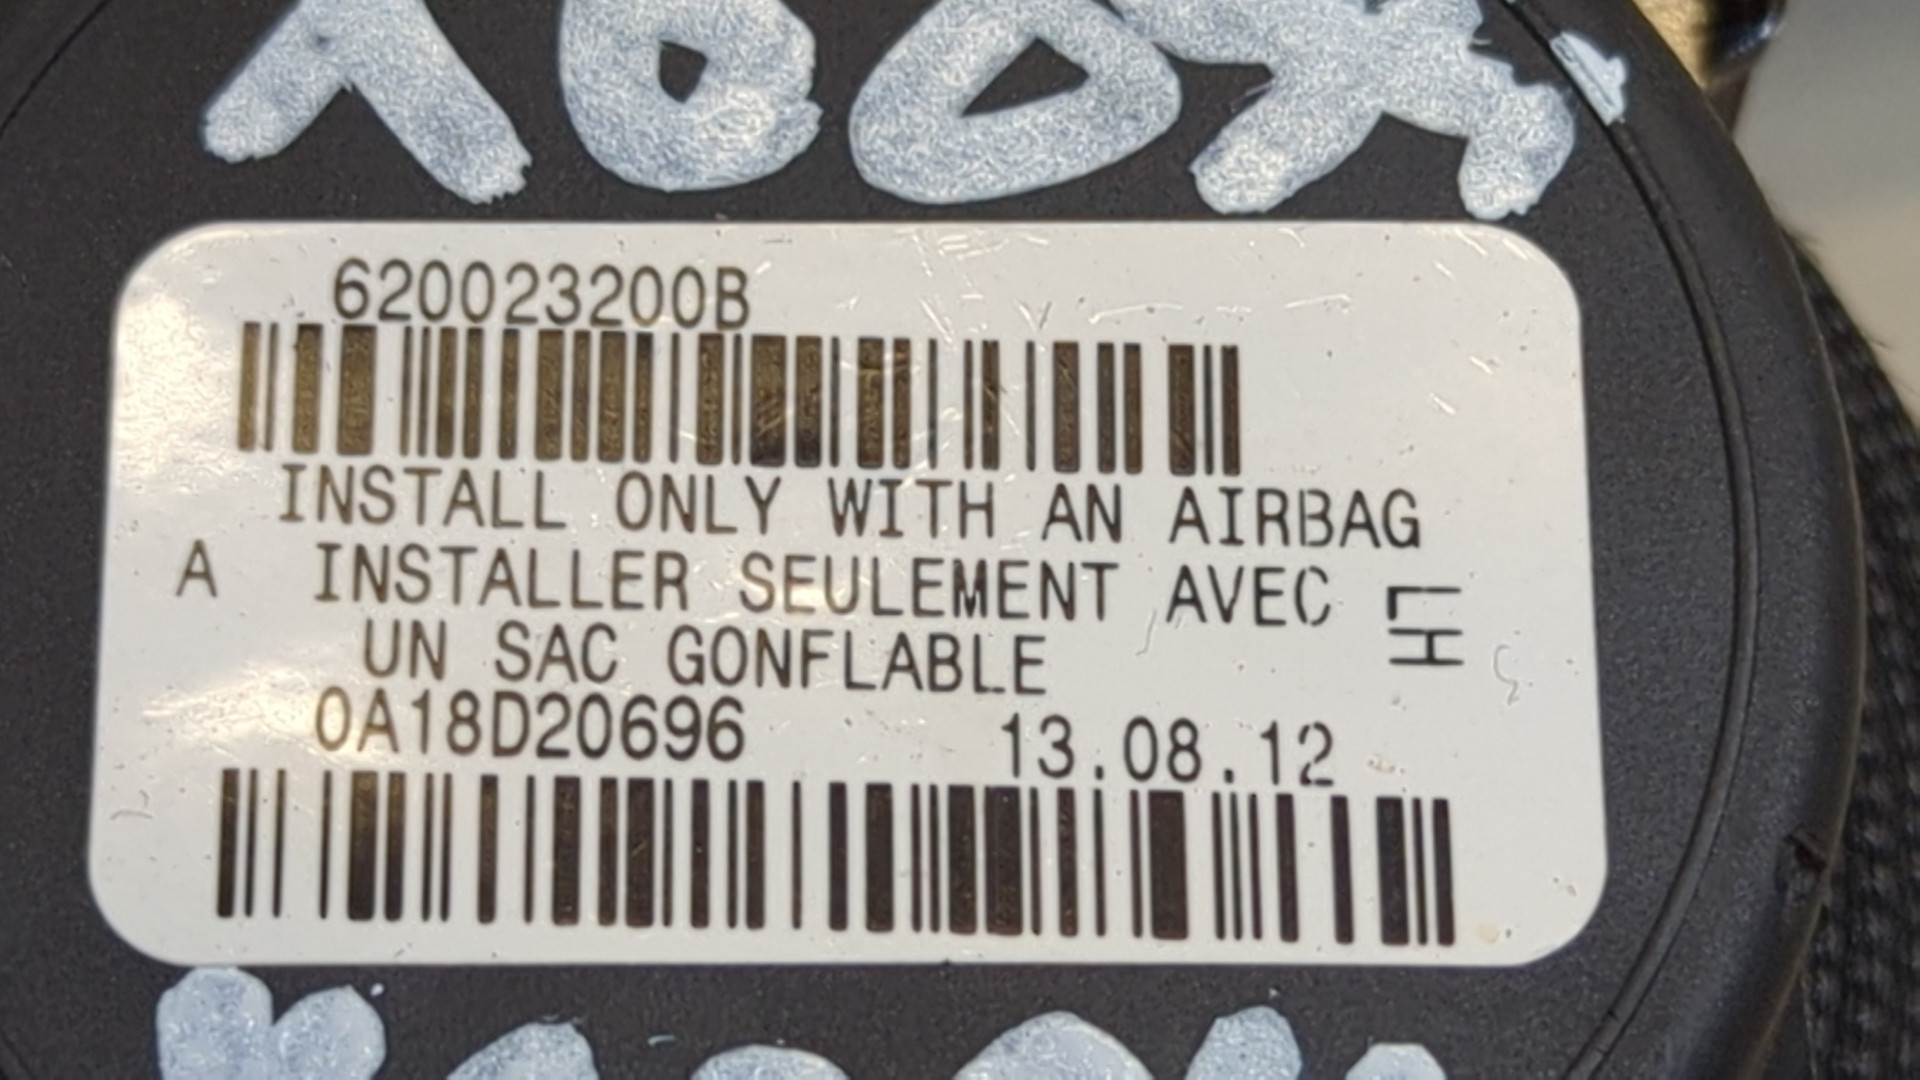 620023200B
INSTALL ONLY WITH AN AIRBAG
A INSTALLER SEULEMENT AVEC
UN SAC GONFLABLE
LH
0A18D20696 13.08.12